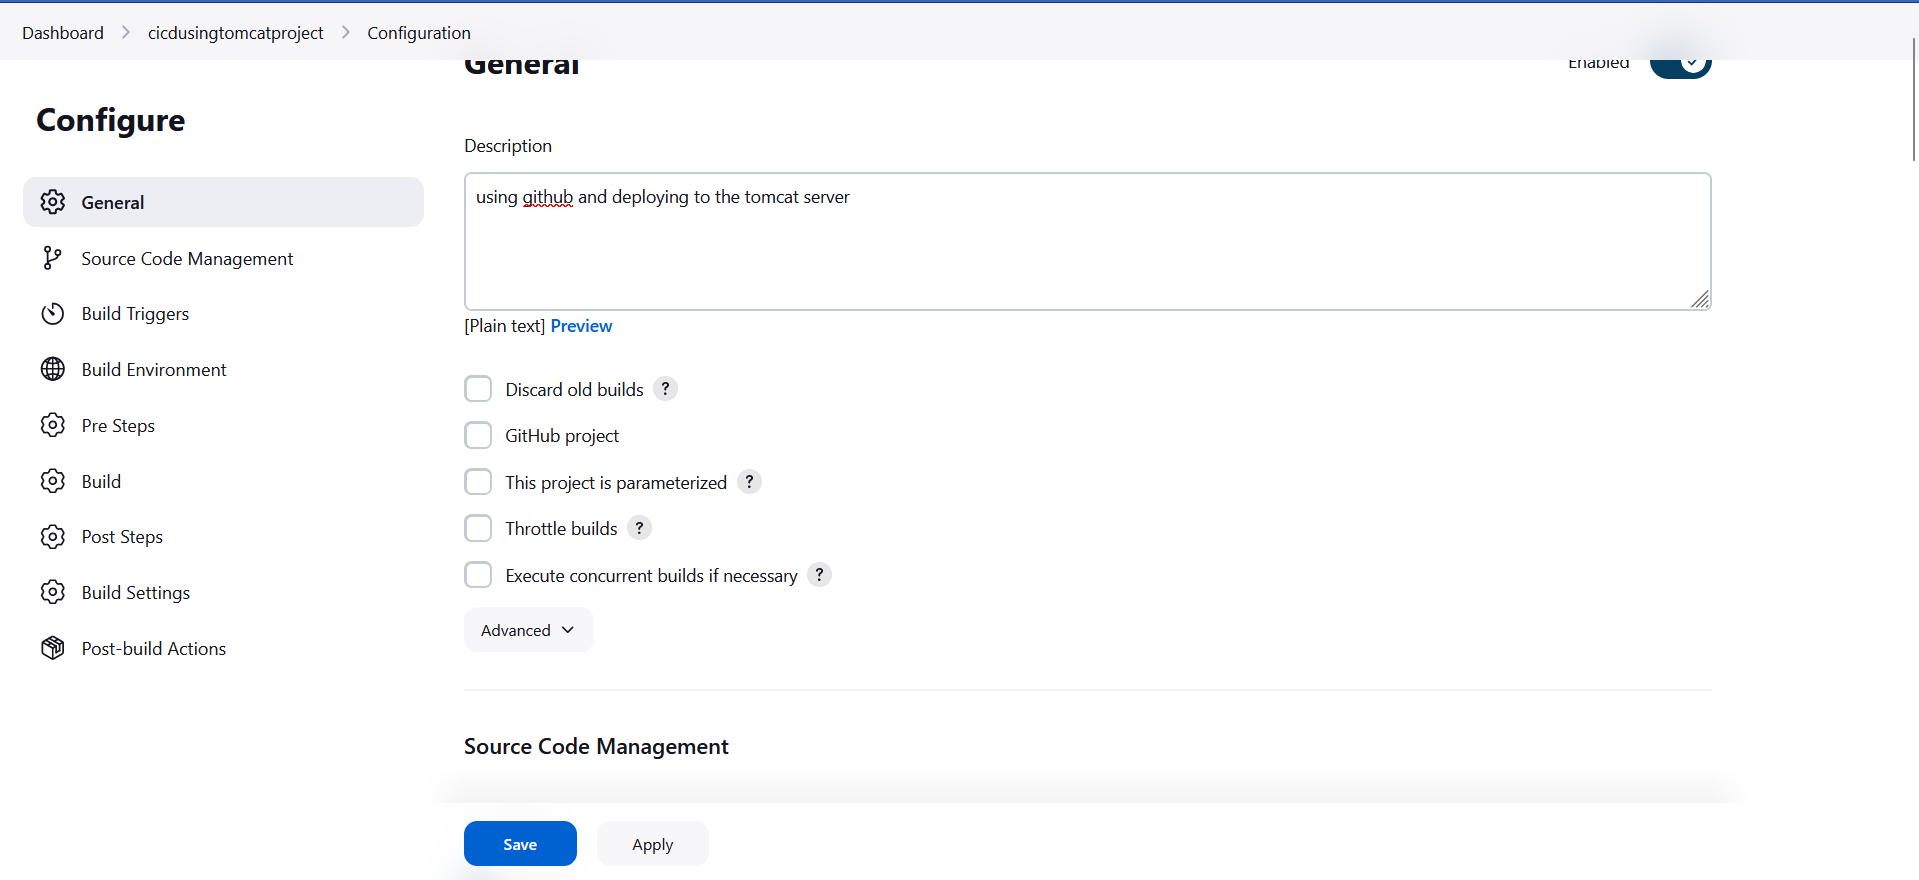 Dashboard > cicdusingtomcatproject > Configuration
General
Enabled
Configure
General
Source Code Management
Build Triggers
Build Environment
Pre Steps
Build
Post Steps
Build Settings
Post-build Actions
Description
using github and deploying to the tomcat server
[Plain text] Preview
Discard old builds ?
GitHub project
This project is parameterized ?
Throttle builds ?
Execute concurrent builds if necessary ?
Advanced
Source Code Management
Save Apply